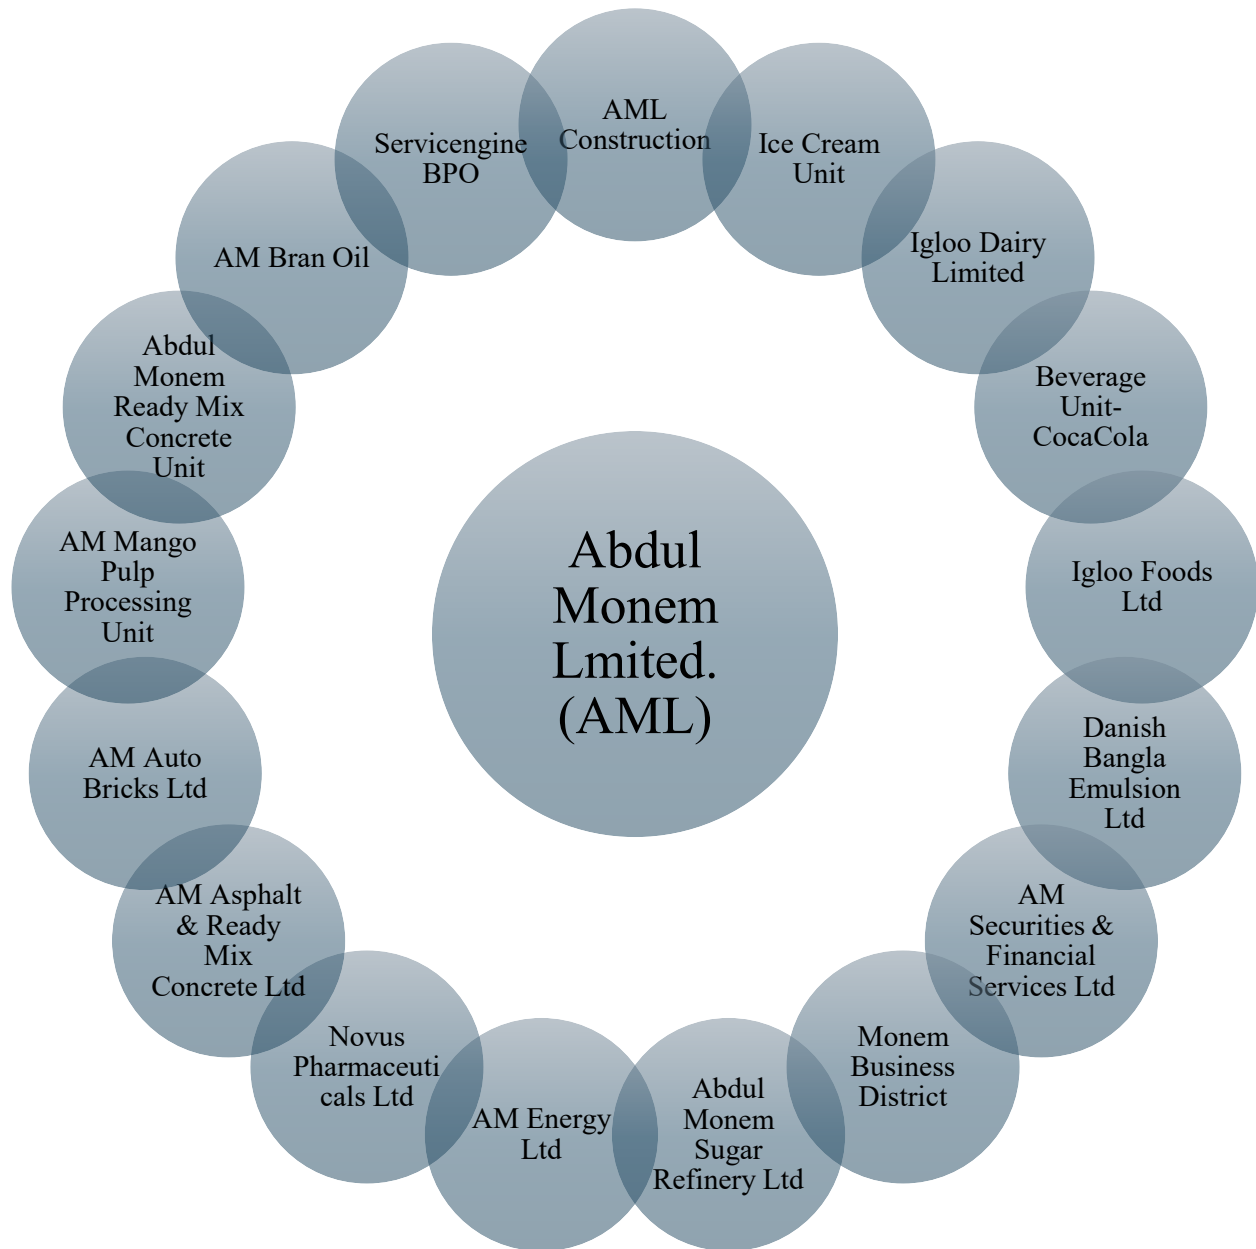 AML
Construction
Ice Cream
Unit
Igloo Dairy
Limited
Beverage
Unit-
CocaCola
Igloo Foods
Ltd
Danish
Bangla
Emulsion
Ltd
AM
Securities &
Financial
Services Ltd
Monem
Business
District
Abdul
Monem
Sugar
Refinery Ltd
AM Energy
Ltd
Novus
Pharmaceuti
cals Ltd
AM Asphalt
& Ready
Mix
Concrete Ltd
AM Auto
Bricks Ltd
AM Mango
Pulp
Processing
Unit
Abdul
Monem
Ready Mix
Concrete
Unit
AM Bran Oil
Servicengine
BPO
Abdul
Monem
Lmited.
(AML)